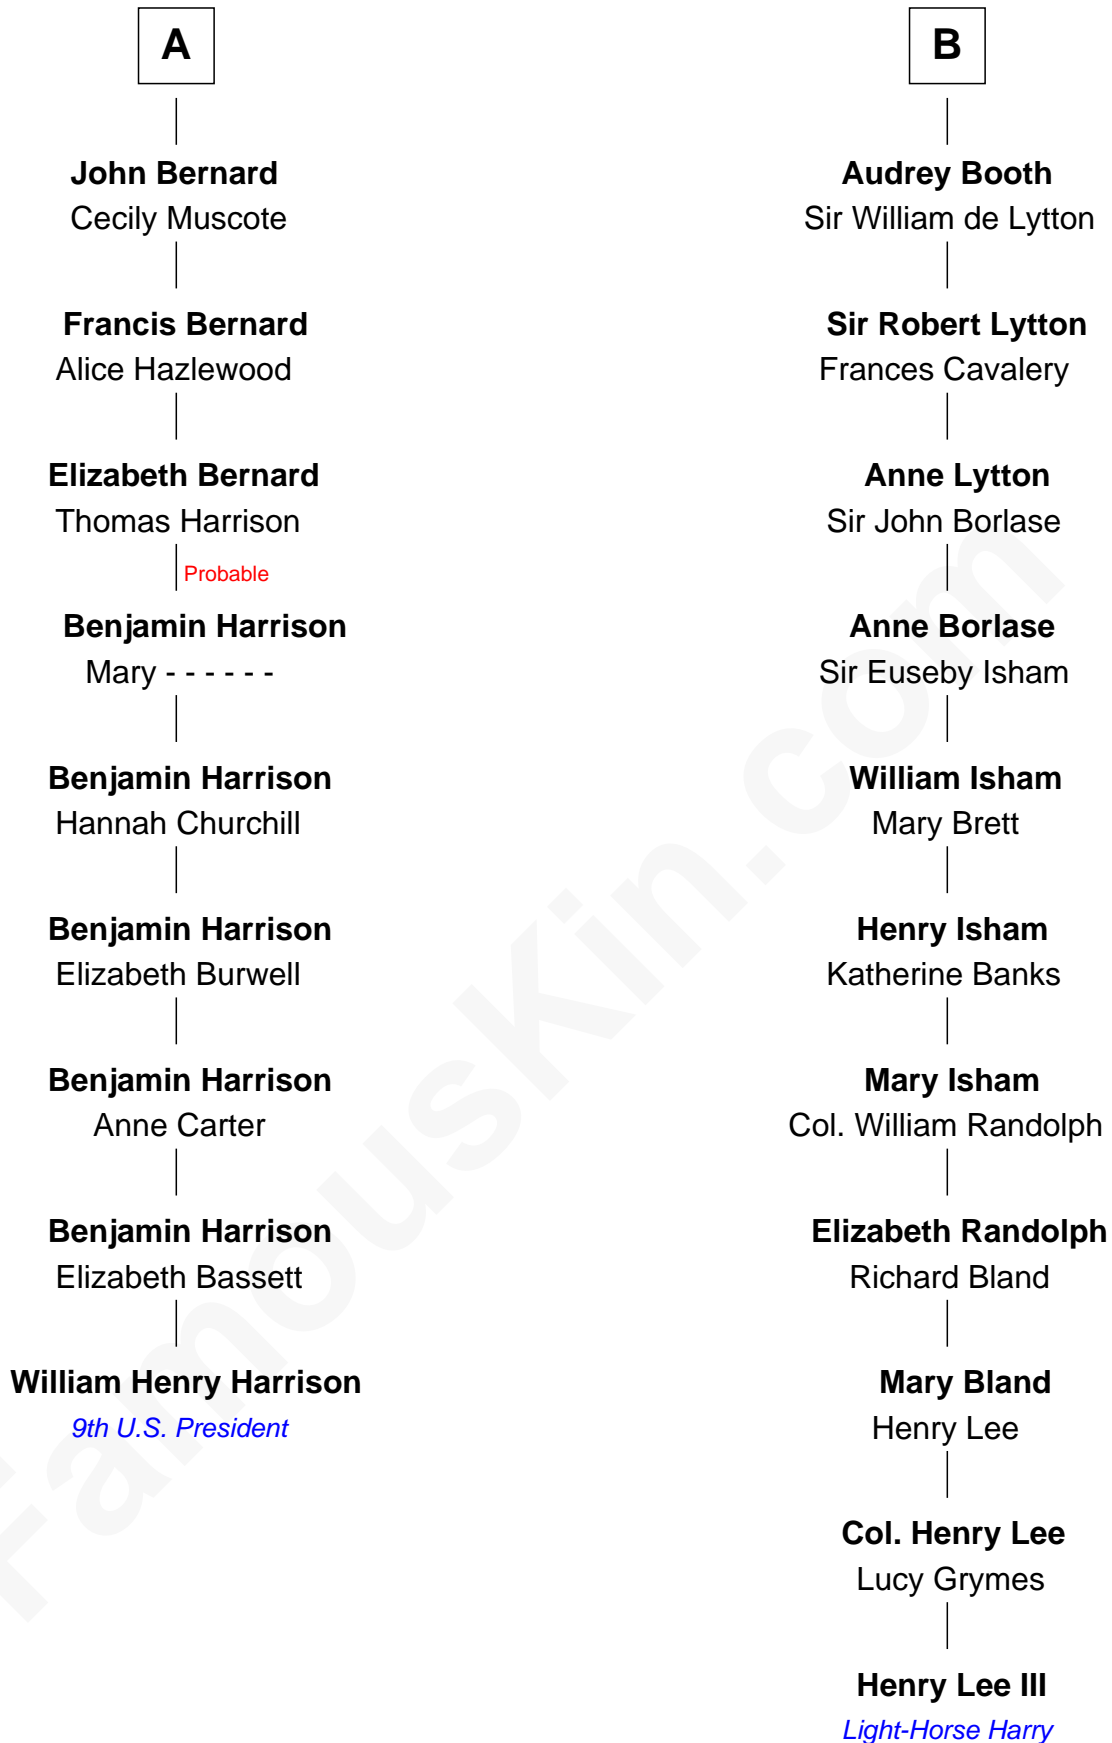 A
John Bernard
Cecily Muscote
Francis Bernard
Alice Hazlewood
Elizabeth Bernard
Thomas Harrison
Probable
Benjamin Harrison
Mary - - - - - -
Benjamin Harrison
Hannah Churchill
Benjamin Harrison
Elizabeth Burwell
Benjamin Harrison
Anne Carter
Benjamin Harrison
Elizabeth Bassett
William Henry Harrison
9th U.S. President
B
Audrey Booth
Sir William de Lytton
Sir Robert Lytton
Frances Cavalery
Anne Lytton
Sir John Borlase
Anne Borlase
Sir Euseby Isham
William Isham
Mary Brett
Henry Isham
Katherine Banks
Mary Isham
Col. William Randolph
Elizabeth Randolph
Richard Bland
Mary Bland
Henry Lee
Col. Henry Lee
Lucy Grymes
Henry Lee III
Light-Horse Harry
FamousKin.com